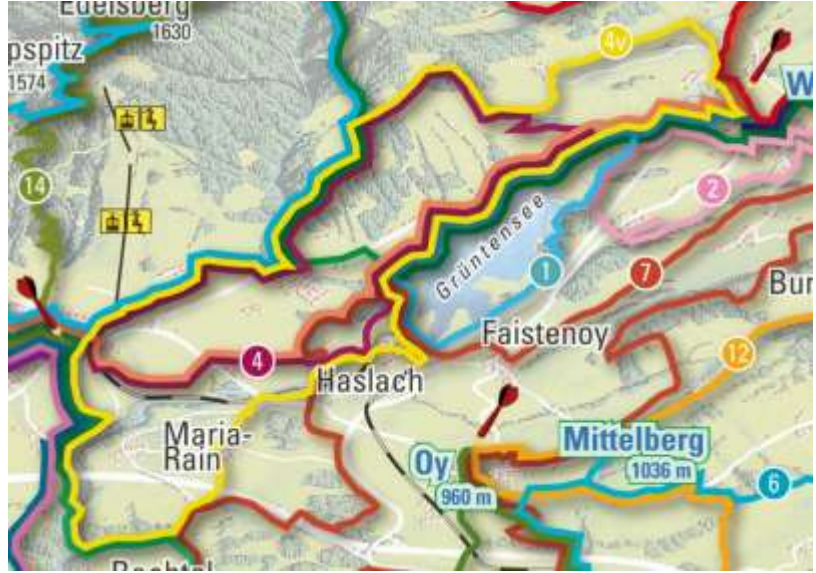 Edelsberg
1630
pspitz
1574
4v
W
14
2
Grüntensee
1
7
Bur
Faistenoy
12
4
Haslach
Maria-
Rain
Mittelberg
1036 m
Oy
960 m
6